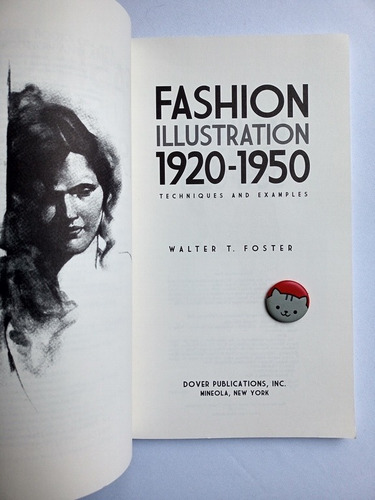 FASHION
ILLUSTRATION
1920-1950
TECHNIQUES AND EXAMPLES
WALTER T. FOSTER
DOVER PUBLICATIONS, INC.
MINEOLA, NEW YORK